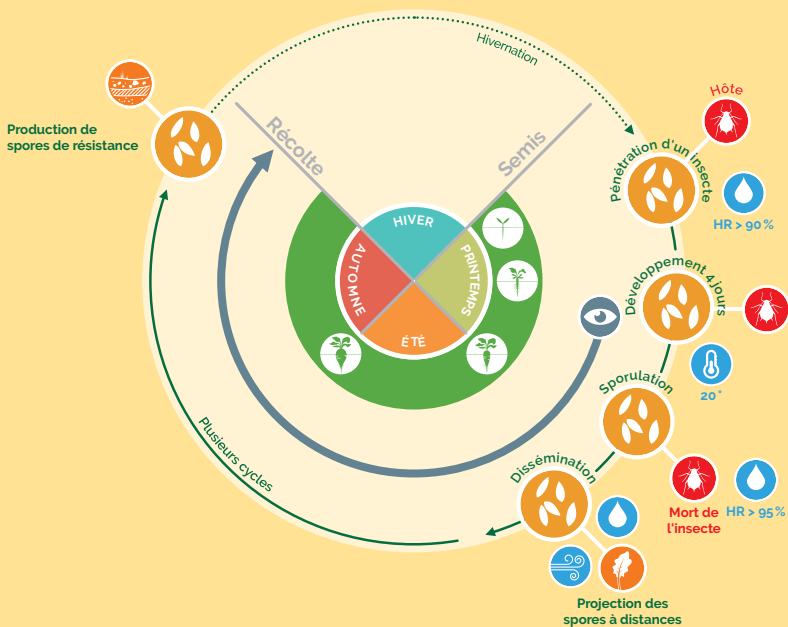 Hivernation
Hôte
Production de
spores de résistance
Récolte
Semis
Pénétration d'un insecte
HR > 90%
HIVER
AUTOMNE
PRINTEMPS
ÉTÉ
Développement 4 jours
20°
Sporulation
Plusieurs cycles
Dissémination
Mort de
l'insecte
HR > 95%
Projection des
spores à distances